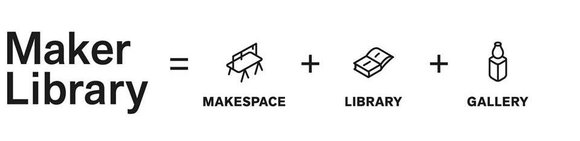 Maker
Library
= + +
MAKESPACE LIBRARY GALLERY